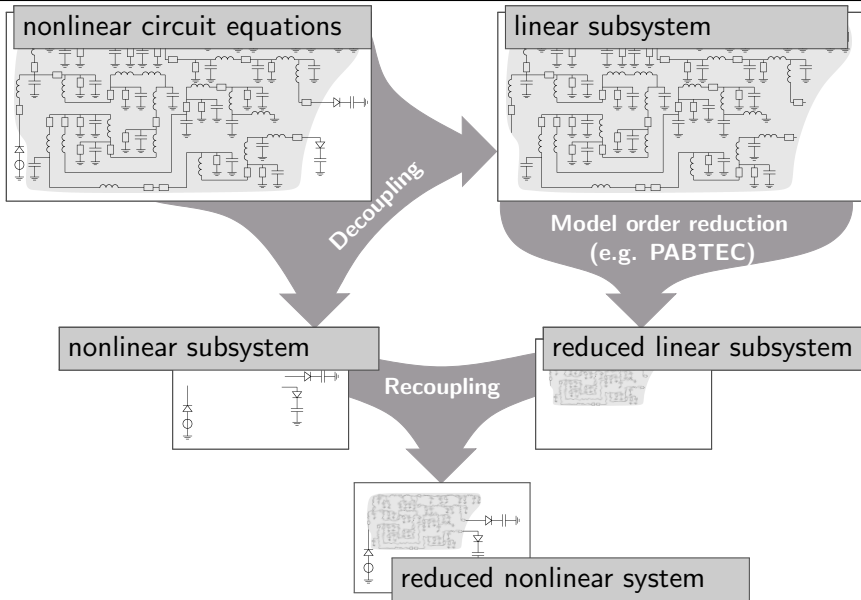 nonlinear circuit equations
linear subsystem
Decoupling
Model order reduction
(e.g. PABTEC)
nonlinear subsystem
reduced linear subsystem
Recoupling
reduced nonlinear system